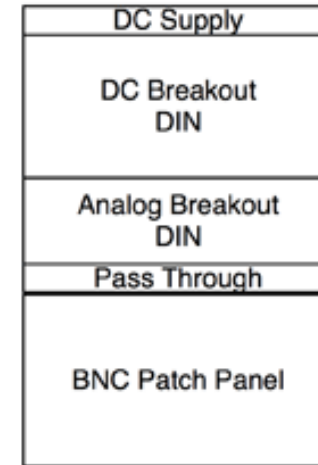 DC Supply
DC Breakout
DIN
Analog Breakout
DIN
Pass Through
BNC Patch Panel